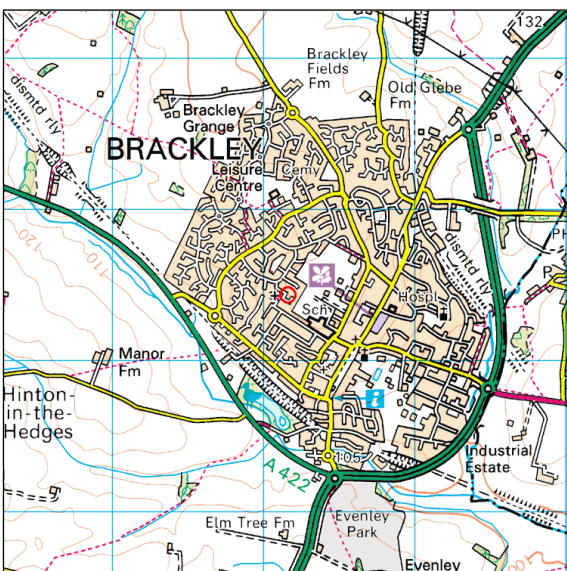 132
Brackley
Fields
Fm
Old Glebe
Fm
dismtd rly
Brackley
Grange
BRACKLEY
Leisure
Centre
Cemy
120
110
dismtd rly
P
Hospl
Sch
Manor
Fm
Hinton-
in-the-
Hedges
i
105
A 422
Industrial
Estate
Elm Tree Fm
Evenley
Park
Evenley